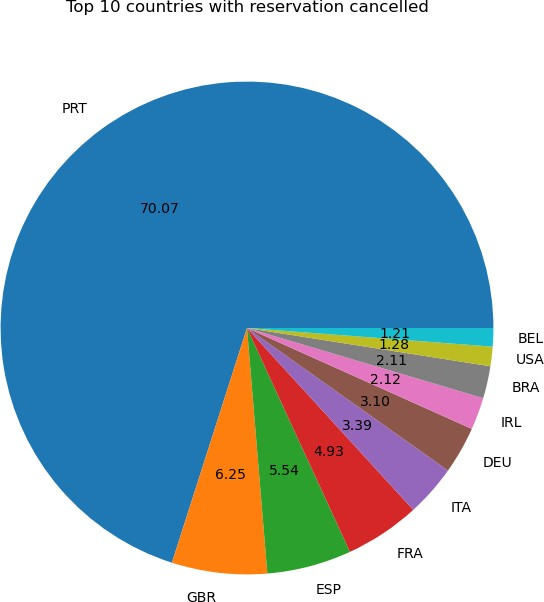 Top 10 countries with reservation cancelled
PRT
70.07
1.21
BEL
1.28
USA
2.11
BRA
2.12
IRL
3.10
DEU
3.39
ITA
4.93
FRA
5.54
ESP
6.25
GBR